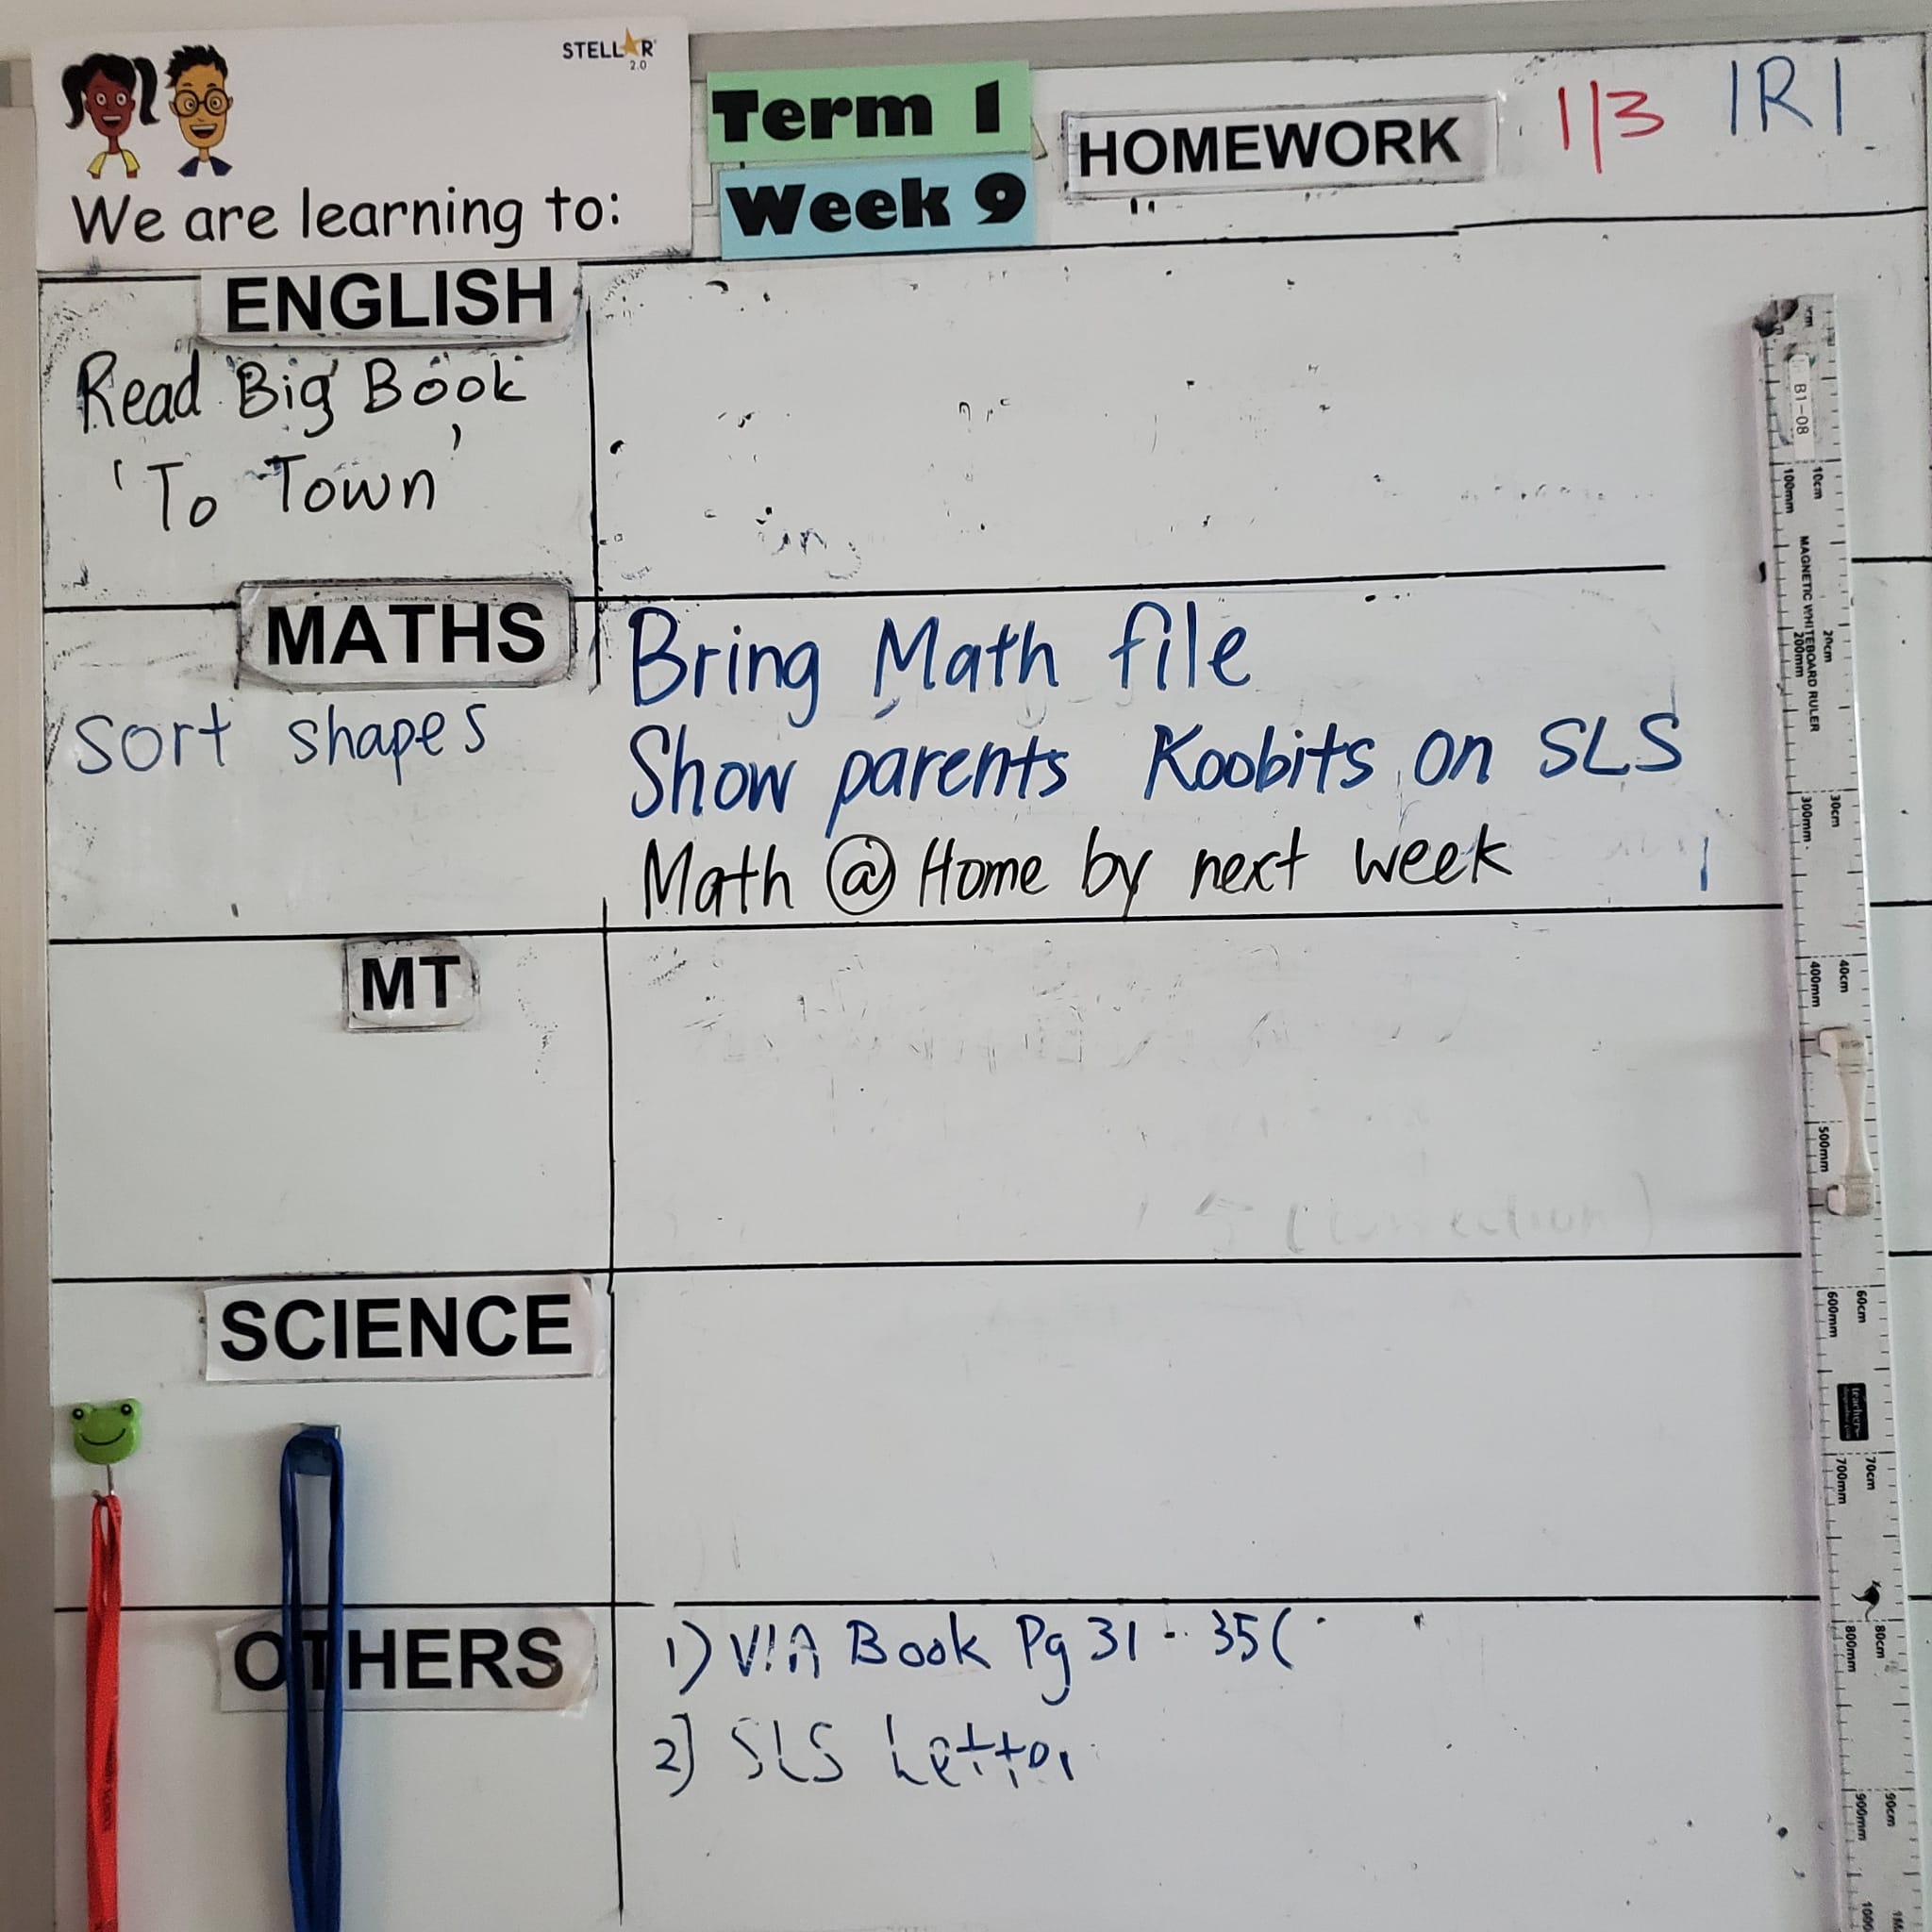 STELLAR
2.0
We are learning to:
Term 1
Week 9
HOMEWORK
1/3 1R1
ENGLISH
Read Big Book
'To Town'
MATHS
Sort shapes
Bring Math file
Show parents Koobits on SLS
Math @ Home by next week
MT
SCIENCE
OTHERS
1) VIA Book Pg 31 - 35 (
2) SLS Letter
cm
B1-08
10cm
100mm
MAGNETIC WHITEBOARD RULER
20cm
200mm
30cm
300mm
40cm
400mm
500mm
60cm
600mm
teachers
70cm
700mm
80cm
800mm
90cm
900mm